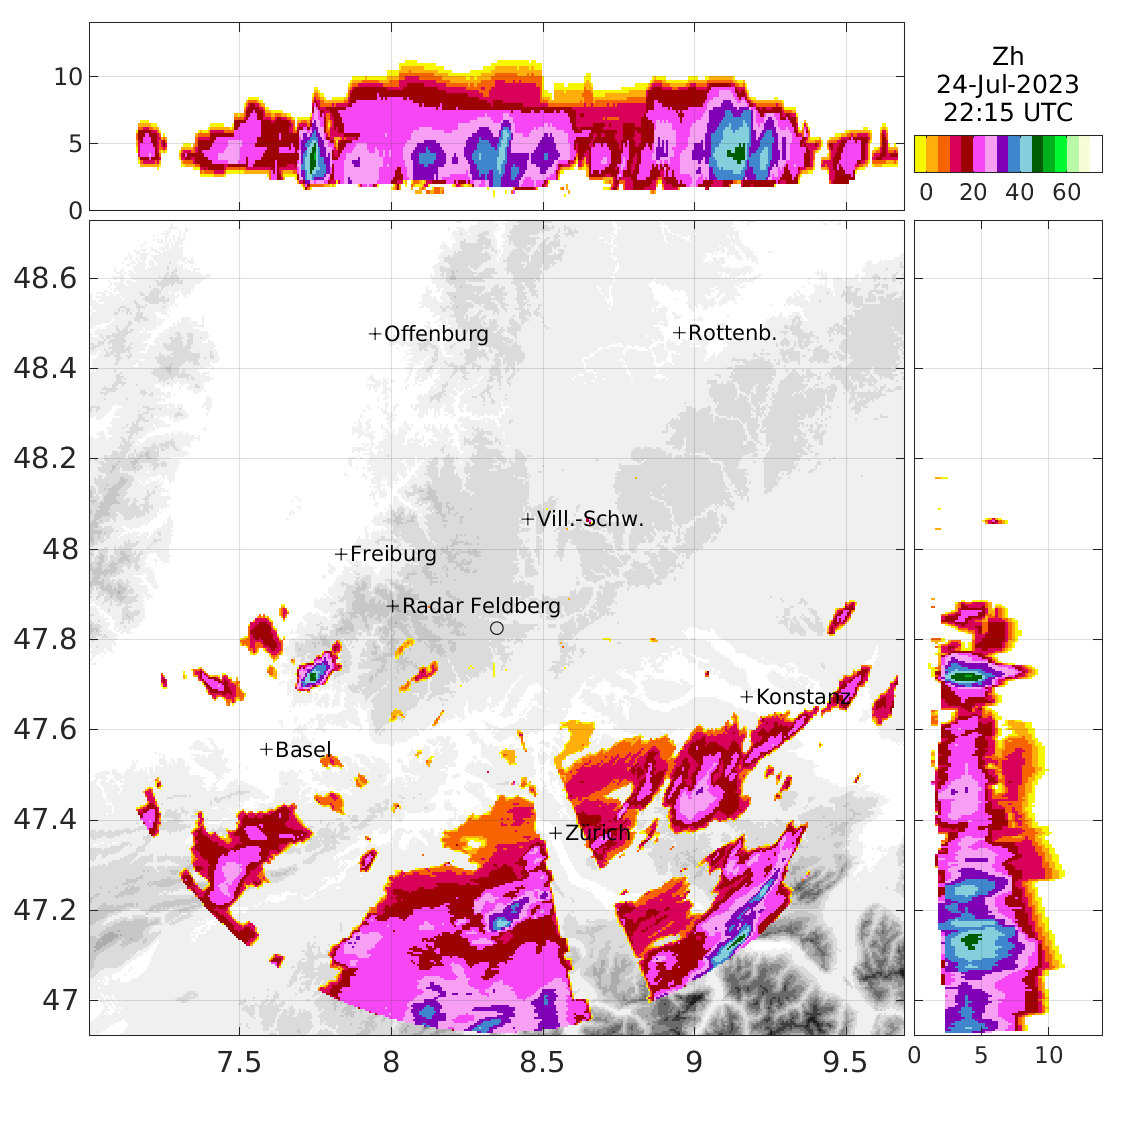 10
5
0
Zh
24-Jul-2023
22:15 UTC
0 20 40 60
48.6
48.4
48.2
48
47.8
47.6
47.4
47.2
47
+Offenburg
+Rottenb.
+Vill.-Schw.
+Freiburg
+Radar Feldberg
+Konstanz
+Basel
+Zürich
7.5 8 8.5 9 9.5
0 5 10